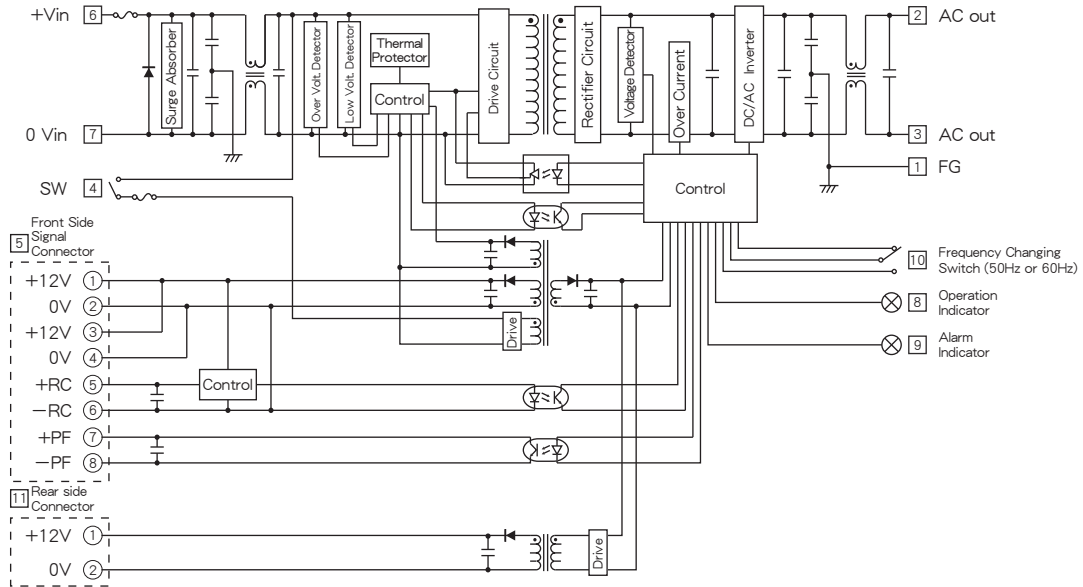 +Vin 6
Surge Absorber
Over Volt. Detector
Low Volt. Detector
Thermal
Protector
Control
Drive Circuit
Rectifier Circuit
Voltage Detector
Over Current
DC/AC Inverter
2 AC out
0 Vin 7
3 AC out
1 FG
Control
SW 4
5 Front Side
Signal
Connector
10 Frequency Changing
Switch (50Hz or 60Hz)
8 Operation
Indicator
9 Alarm
Indicator
+12V 1
0V 2
+12V 3
0V 4
Drive
+RC 5
Control
−RC 6
+PF 7
−PF 8
11 Rear side
Connector
+12V 1
0V 2
Drive